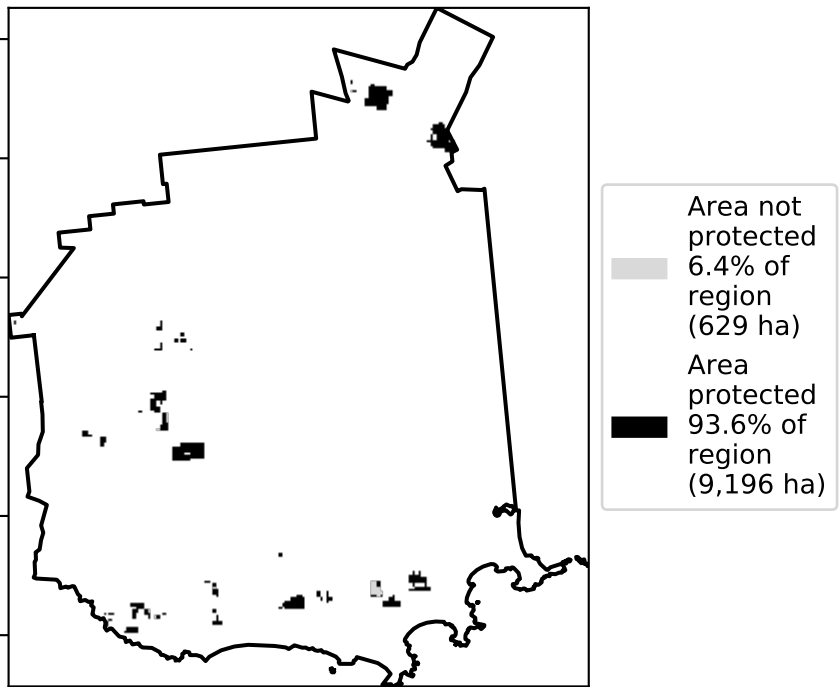 Area not
protected
6.4% of
region
(629 ha)
Area
protected
93.6% of
region
(9,196 ha)